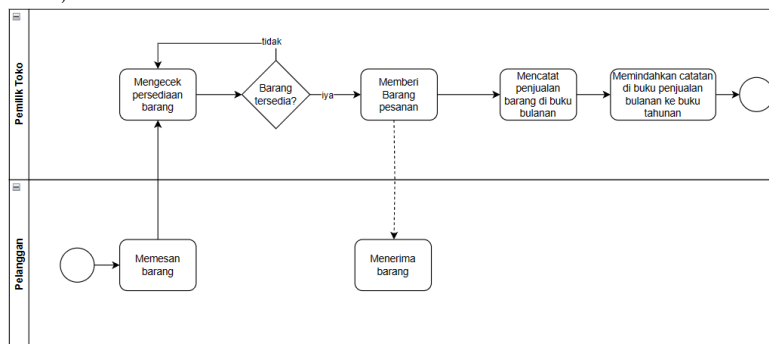 Pemilik Toko
tidak
Mengecek
persediaan
barang
Barang
tersedia?
iya
Memberi
Barang
pesanan
Mencatat
penjualan
barang di buku
bulanan
Memindahkan catatan
di buku penjualan
bulanan ke buku
tahunan
Pelanggan
Memesan
barang
Menerima
barang